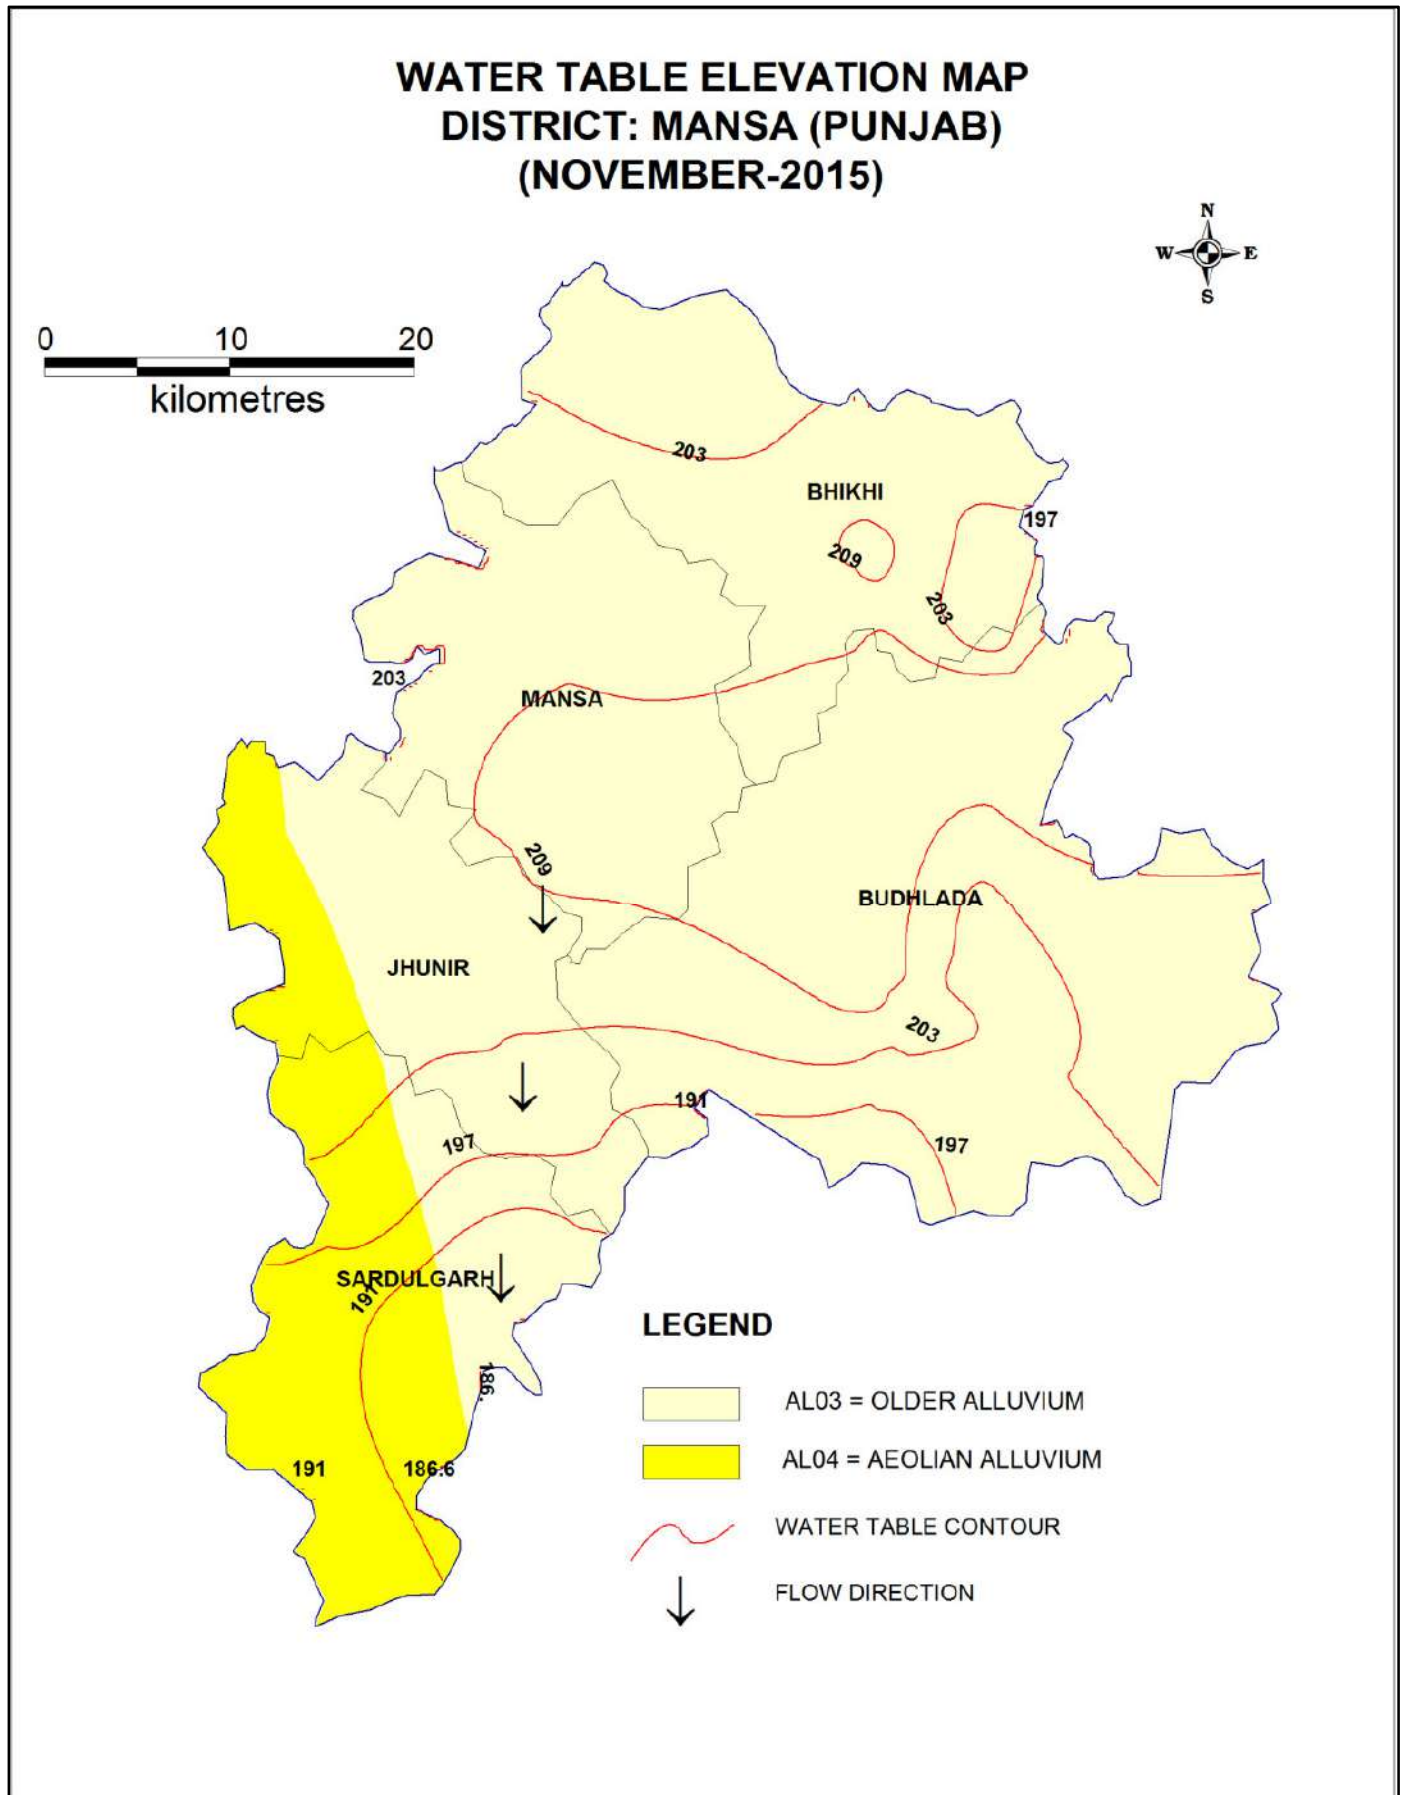 WATER TABLE ELEVATION MAP
DISTRICT: MANSA (PUNJAB)
(NOVEMBER-2015)
N
W E
S
0 10 20
kilometres
203
BHIKHI
197
209
203
203
MANSA
209
BUDHLADA
JHUNIR
203
191
197
197
SARDULGARH
191
186.
191
186.6
LEGEND
AL03 = OLDER ALLUVIUM
AL04 = AEOLIAN ALLUVIUM
WATER TABLE CONTOUR
FLOW DIRECTION